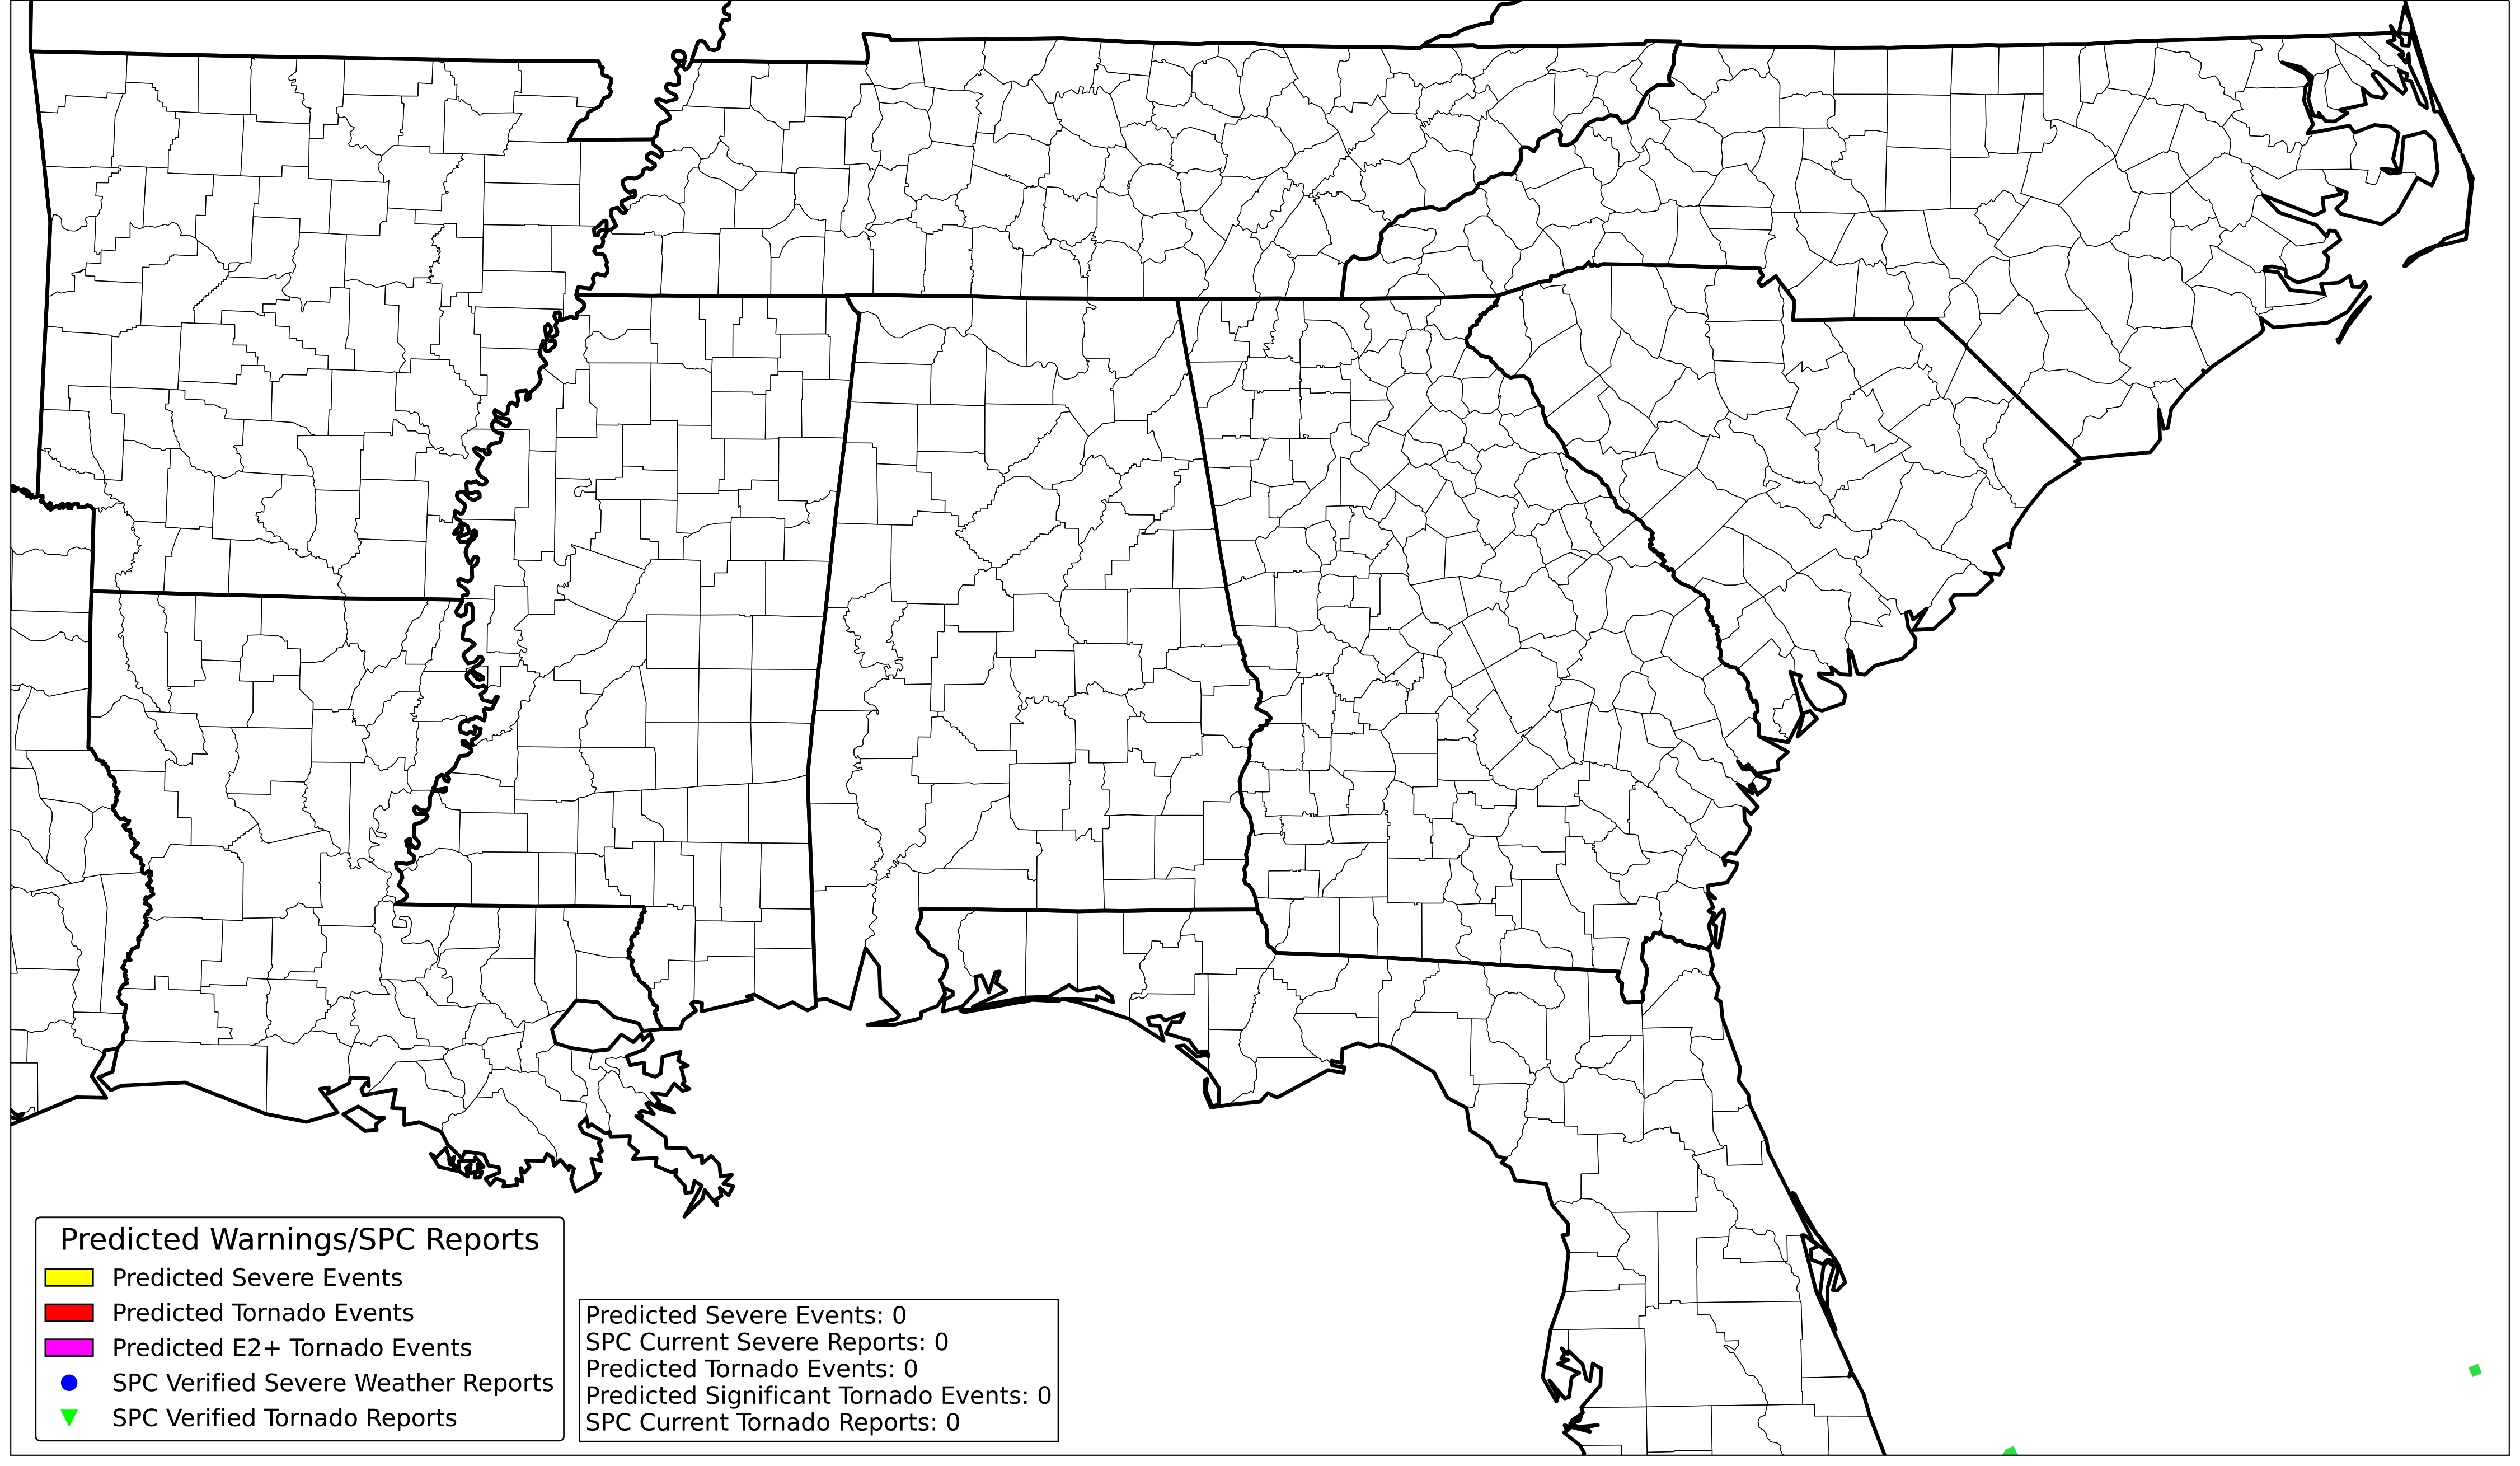 Predicted Warnings/SPC Reports
Predicted Severe Events
Predicted Tornado Events
Predicted E2+ Tornado Events
SPC Verified Severe Weather Reports
SPC Verified Tornado Reports
Predicted Severe Events: 0
SPC Current Severe Reports: 0
Predicted Tornado Events: 0
Predicted Significant Tornado Events: 0
SPC Current Tornado Reports: 0